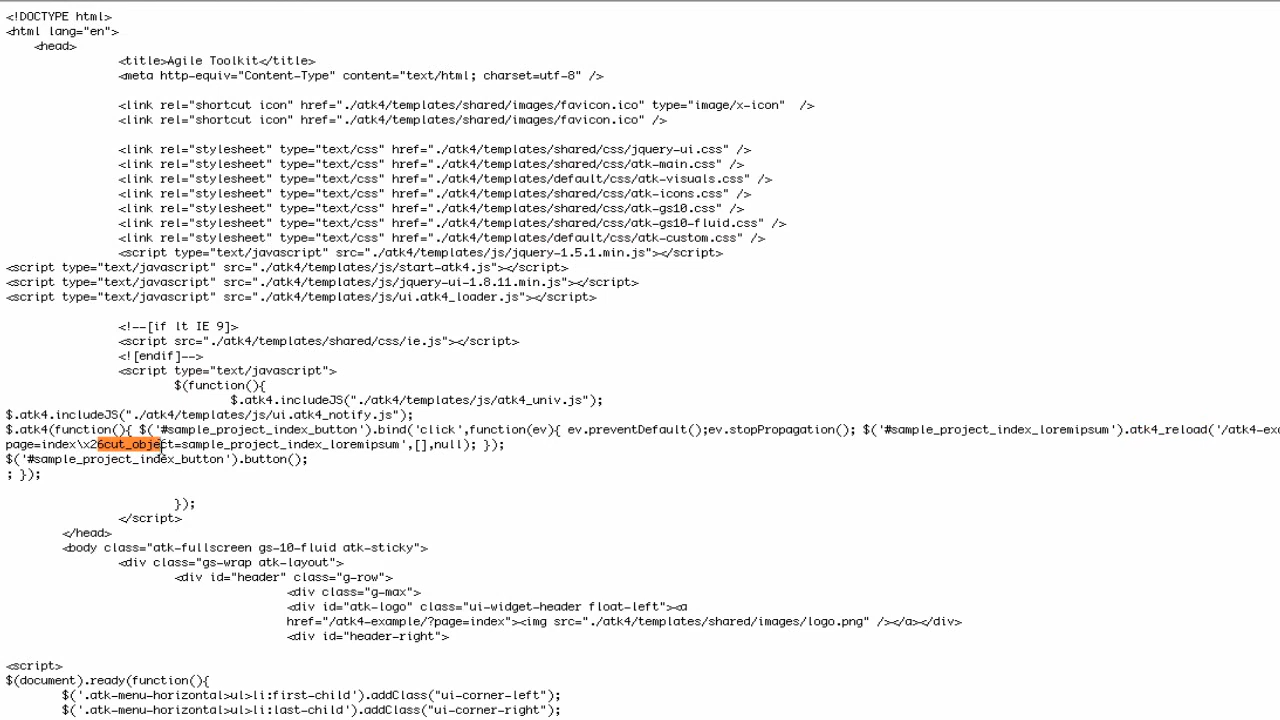 <!DOCTYPE html>
<html lang="en">
<head>
<title>Agile Toolkit</title>
<meta http-equiv="Content-Type" content="text/html; charset=utf-8" />
<link rel="shortcut icon" href="./atk4/templates/shared/images/favicon.ico" type="image/x-icon"  />
<link rel="shortcut icon" href="./atk4/templates/shared/images/favicon.ico" />
<link rel="stylesheet" type="text/css" href="./atk4/templates/shared/css/jquery-ui.css" />
<link rel="stylesheet" type="text/css" href="./atk4/templates/shared/css/atk-main.css" />
<link rel="stylesheet" type="text/css" href="./atk4/templates/default/css/atk-visuals.css" />
<link rel="stylesheet" type="text/css" href="./atk4/templates/shared/css/atk-icons.css" />
<link rel="stylesheet" type="text/css" href="./atk4/templates/shared/css/atk-gs10.css" />
<link rel="stylesheet" type="text/css" href="./atk4/templates/shared/css/atk-gs10-fluid.css" />
<link rel="stylesheet" type="text/css" href="./atk4/templates/default/css/atk-custom.css" />
<script type="text/javascript" src="./atk4/templates/js/jquery-1.5.1.min.js"></script>
<script type="text/javascript" src="./atk4/templates/js/start-atk4.js"></script>
<script type="text/javascript" src="./atk4/templates/js/jquery-ui-1.8.11.min.js"></script>
<script type="text/javascript" src="./atk4/templates/js/ui.atk4_loader.js"></script>
<!--[if lt IE 9]>
<script src="./atk4/templates/shared/css/ie.js"></script>
<![endif]-->
<script type="text/javascript">
$(function(){
$.atk4.includeJS("./atk4/templates/js/atk4_univ.js");
$.atk4.includeJS("./atk4/templates/js/ui.atk4_notify.js");
$.atk4(function(){ $('#sample_project_index_button').bind('click',function(ev){ ev.preventDefault();ev.stopPropagation(); $('#sample_project_index_loremipsum').atk4_reload('/atk4-exa
page=index\x26cut_object=sample_project_index_loremipsum',[],null); });
$('#sample_project_index_button').button();
; });
});
</script>
</head>
<body class="atk-fullscreen gs-10-fluid atk-sticky">
<div class="gs-wrap atk-layout">
<div id="header" class="g-row">
<div class="g-max">
<div id="atk-logo" class="ui-widget-header float-left"><a
href="/atk4-example/?page=index"><img src="./atk4/templates/shared/images/logo.png" /></a></div>
<div id="header-right">
<script>
$(document).ready(function(){
$('.atk-menu-horizontal>ul>li:first-child').addClass("ui-corner-left");
$('.atk-menu-horizontal>ul>li:last-child').addClass("ui-corner-right");